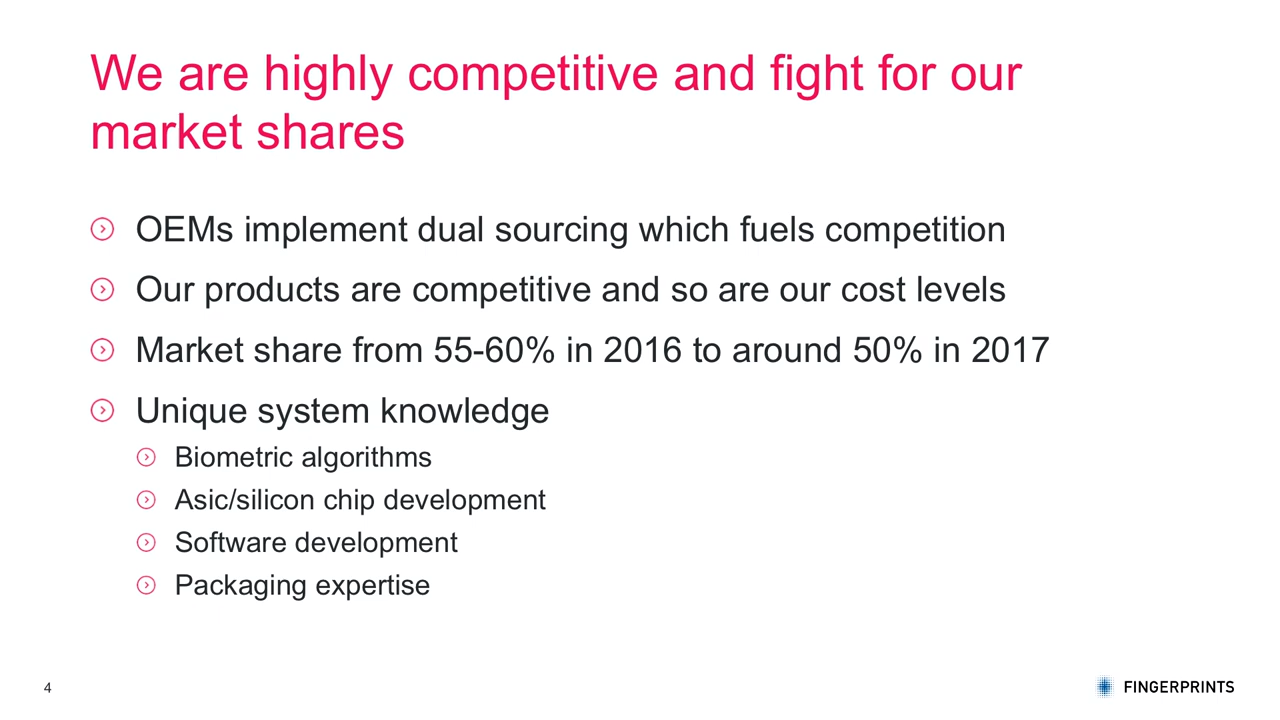 We are highly competitive and fight for our
market shares
OEMs implement dual sourcing which fuels competition
Our products are competitive and so are our cost levels
Market share from 55-60% in 2016 to around 50% in 2017
Unique system knowledge
Biometric algorithms
Asic/silicon chip development
Software development
Packaging expertise
4
FINGERPRINTS